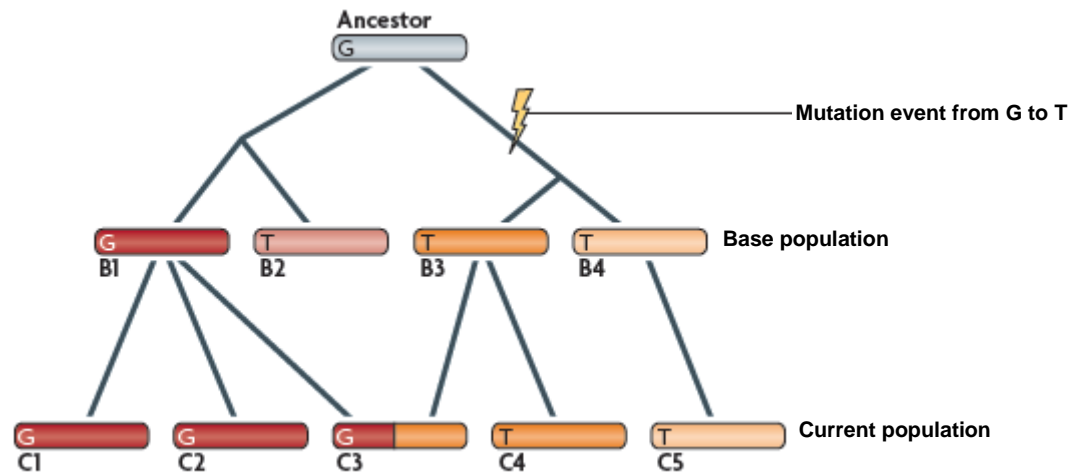 Ancestor
G
Mutation event from G to T
G T T T Base population
B1 B2 B3 B4
G G G T T Current population
C1 C2 C3 C4 C5